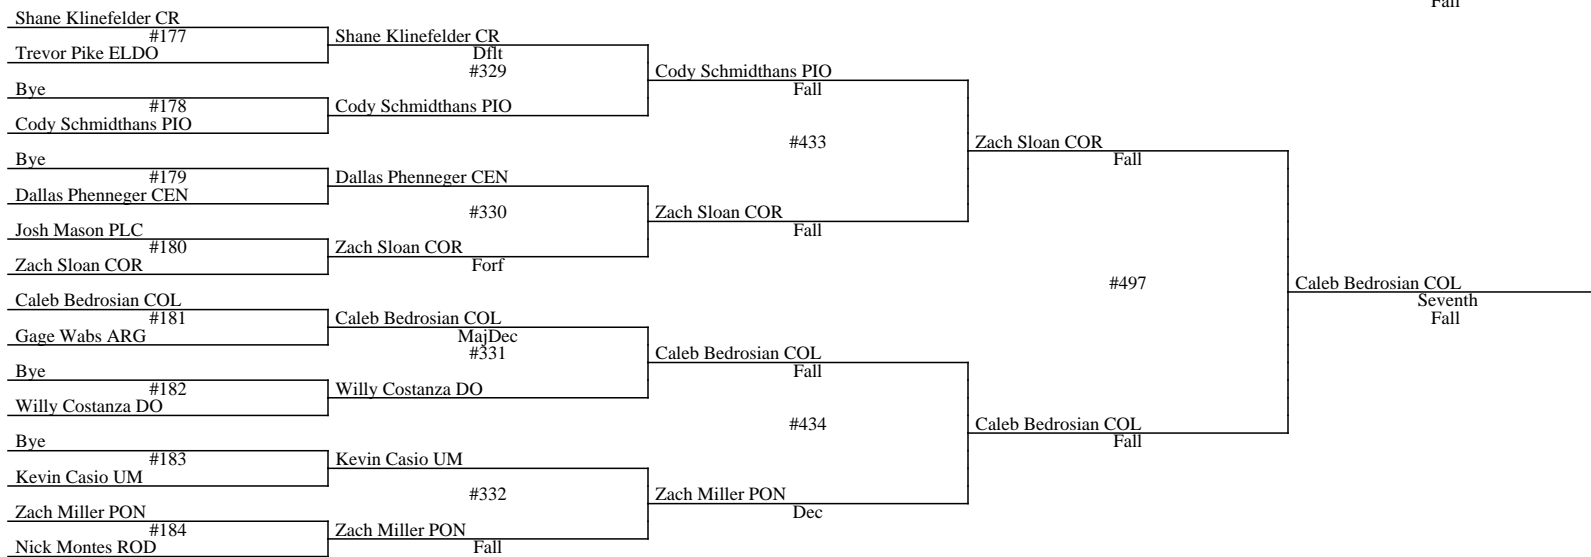 Fall
Shane Klinefelder CR
#177
Trevor Pike ELDO
Bye
#178
Cody Schmidthans PIO
Bye
#179
Dallas Phenneger CEN
Josh Mason PLC
#180
Zach Sloan COR
Caleb Bedrosian COL
#181
Gage Wabs ARG
Bye
#182
Willy Costanza DO
Bye
#183
Kevin Casio UM
Zach Miller PON
#184
Nick Montes ROD
Shane Klinefelder CR
Dflt
#329
Cody Schmidthans PIO
Dallas Phenneger CEN
#330
Zach Sloan COR
Forf
Caleb Bedrosian COL
MajDec
#331
Willy Costanza DO
Kevin Casio UM
#332
Zach Miller PON
Fall
Cody Schmidthans PIO
Fall
#433
Zach Sloan COR
Fall
Caleb Bedrosian COL
Fall
#434
Zach Miller PON
Dec
Zach Sloan COR
Fall
#497
Caleb Bedrosian COL
Fall
Caleb Bedrosian COL
Seventh
Fall